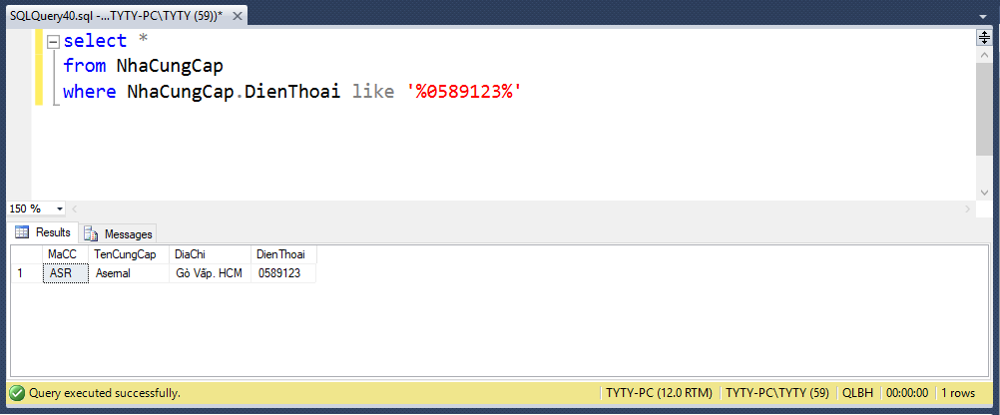 SQLQuery40.sql -...TYTY-PC\TYTY (59))*
select *
from NhaCungCap
where NhaCungCap.DienThoai like '%0589123%'
150 %
Results Messages
MaCC TenCungCap DiaChi DienThoai
1 ASR Asernal Gò Vấp. HCM 0589123
Query executed successfully. TYTY-PC (12.0 RTM) TYTY-PC\TYTY (59) QLBH 00:00:00 1 rows